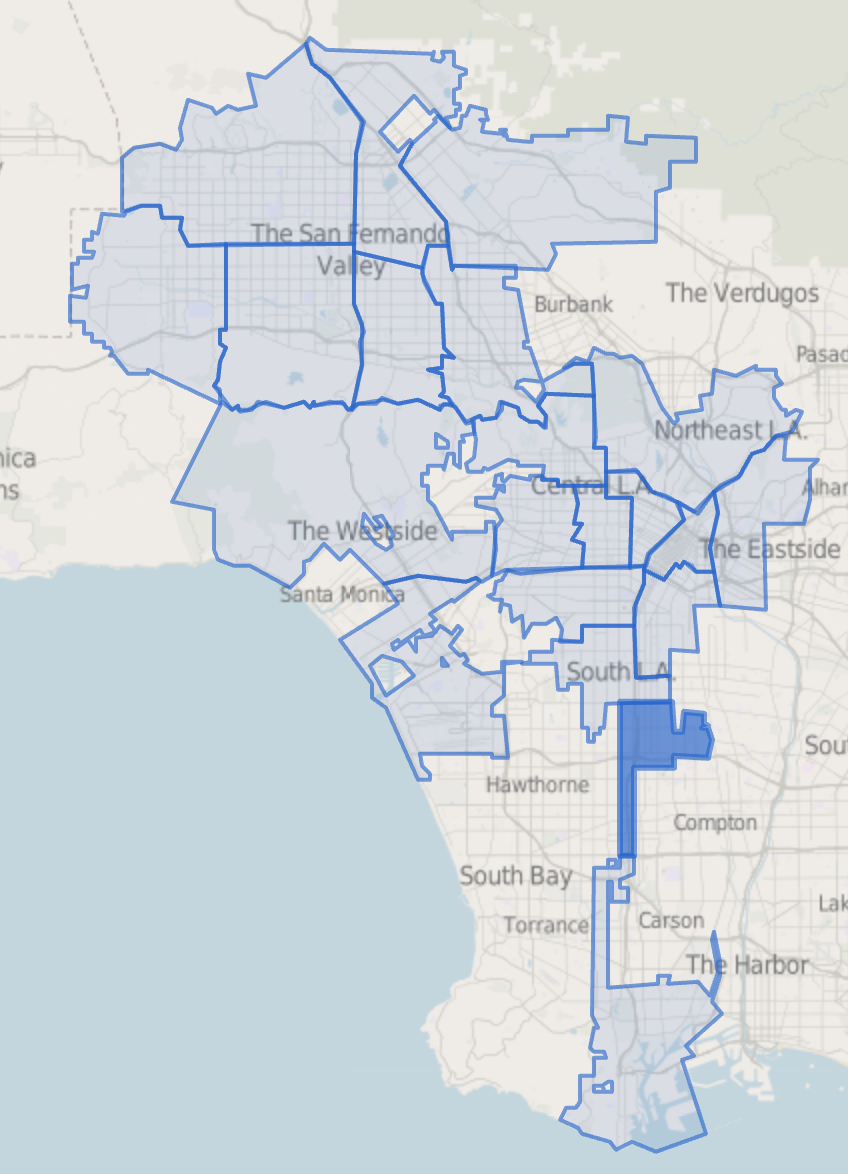 The San Fernando
Valley
Burbank
The Verdugos
Pasad
Northeast L.A.
nica
ns
Central L.A.
Alhar
The Westside
The Eastside
Santa Monica
South L.A.
Sout
Hawthorne
Compton
South Bay
Lak
Torrance
Carson
The Harbor